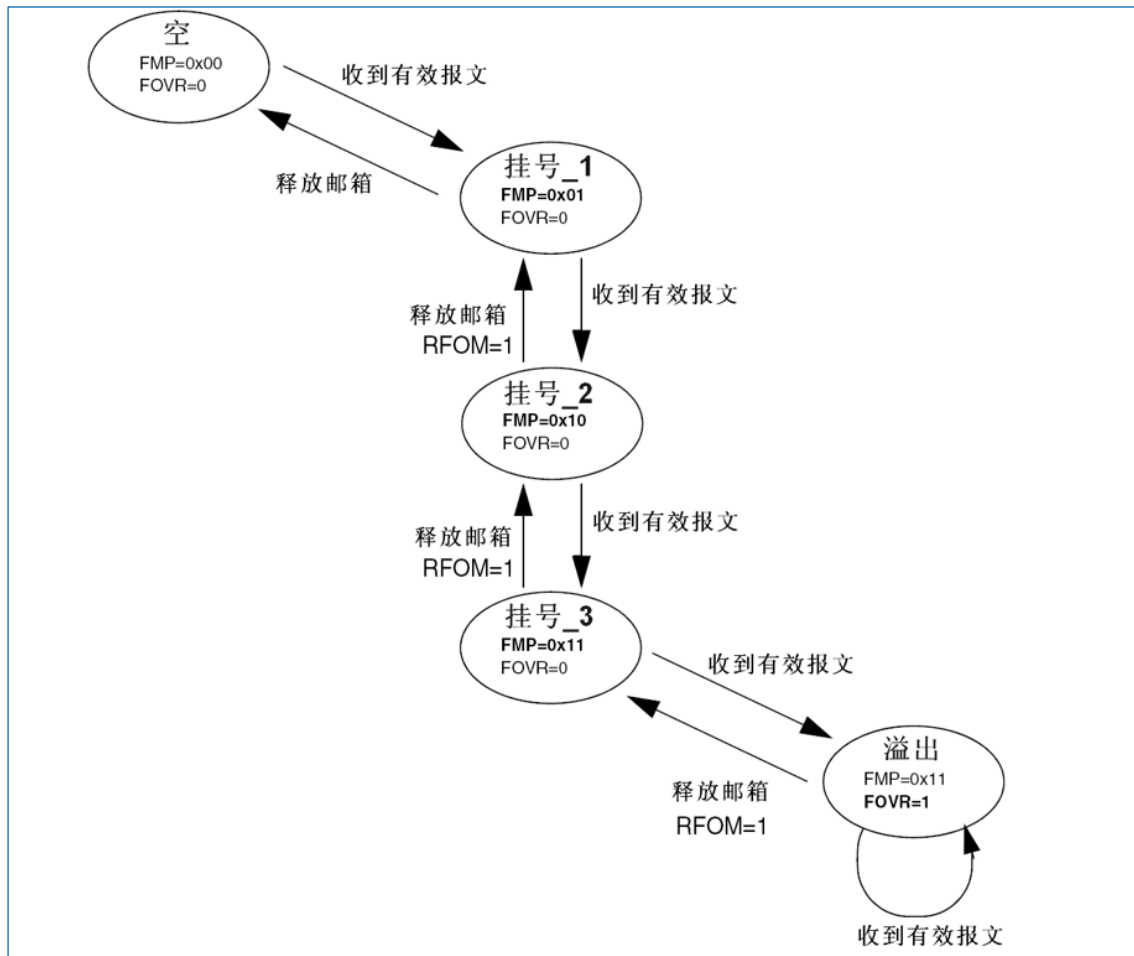 空
FMP=0x00
FOVR=0
收到有效报文
释放邮箱
挂号_1
FMP=0x01
FOVR=0
收到有效报文
释放邮箱
RFOM=1
挂号_2
FMP=0x10
FOVR=0
收到有效报文
释放邮箱
RFOM=1
挂号_3
FMP=0x11
FOVR=0
收到有效报文
溢出
FMP=0x11
FOVR=1
释放邮箱
RFOM=1
收到有效报文